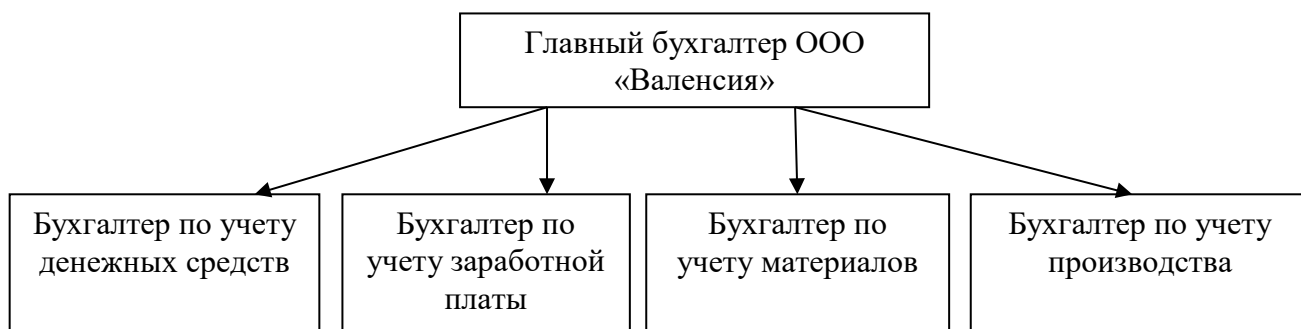 Главный бухгалтер ООО
«Валенсия»
Бухгалтер по учету
денежных средств
Бухгалтер по
учету заработной
платы
Бухгалтер по
учету материалов
Бухгалтер по учету
производства